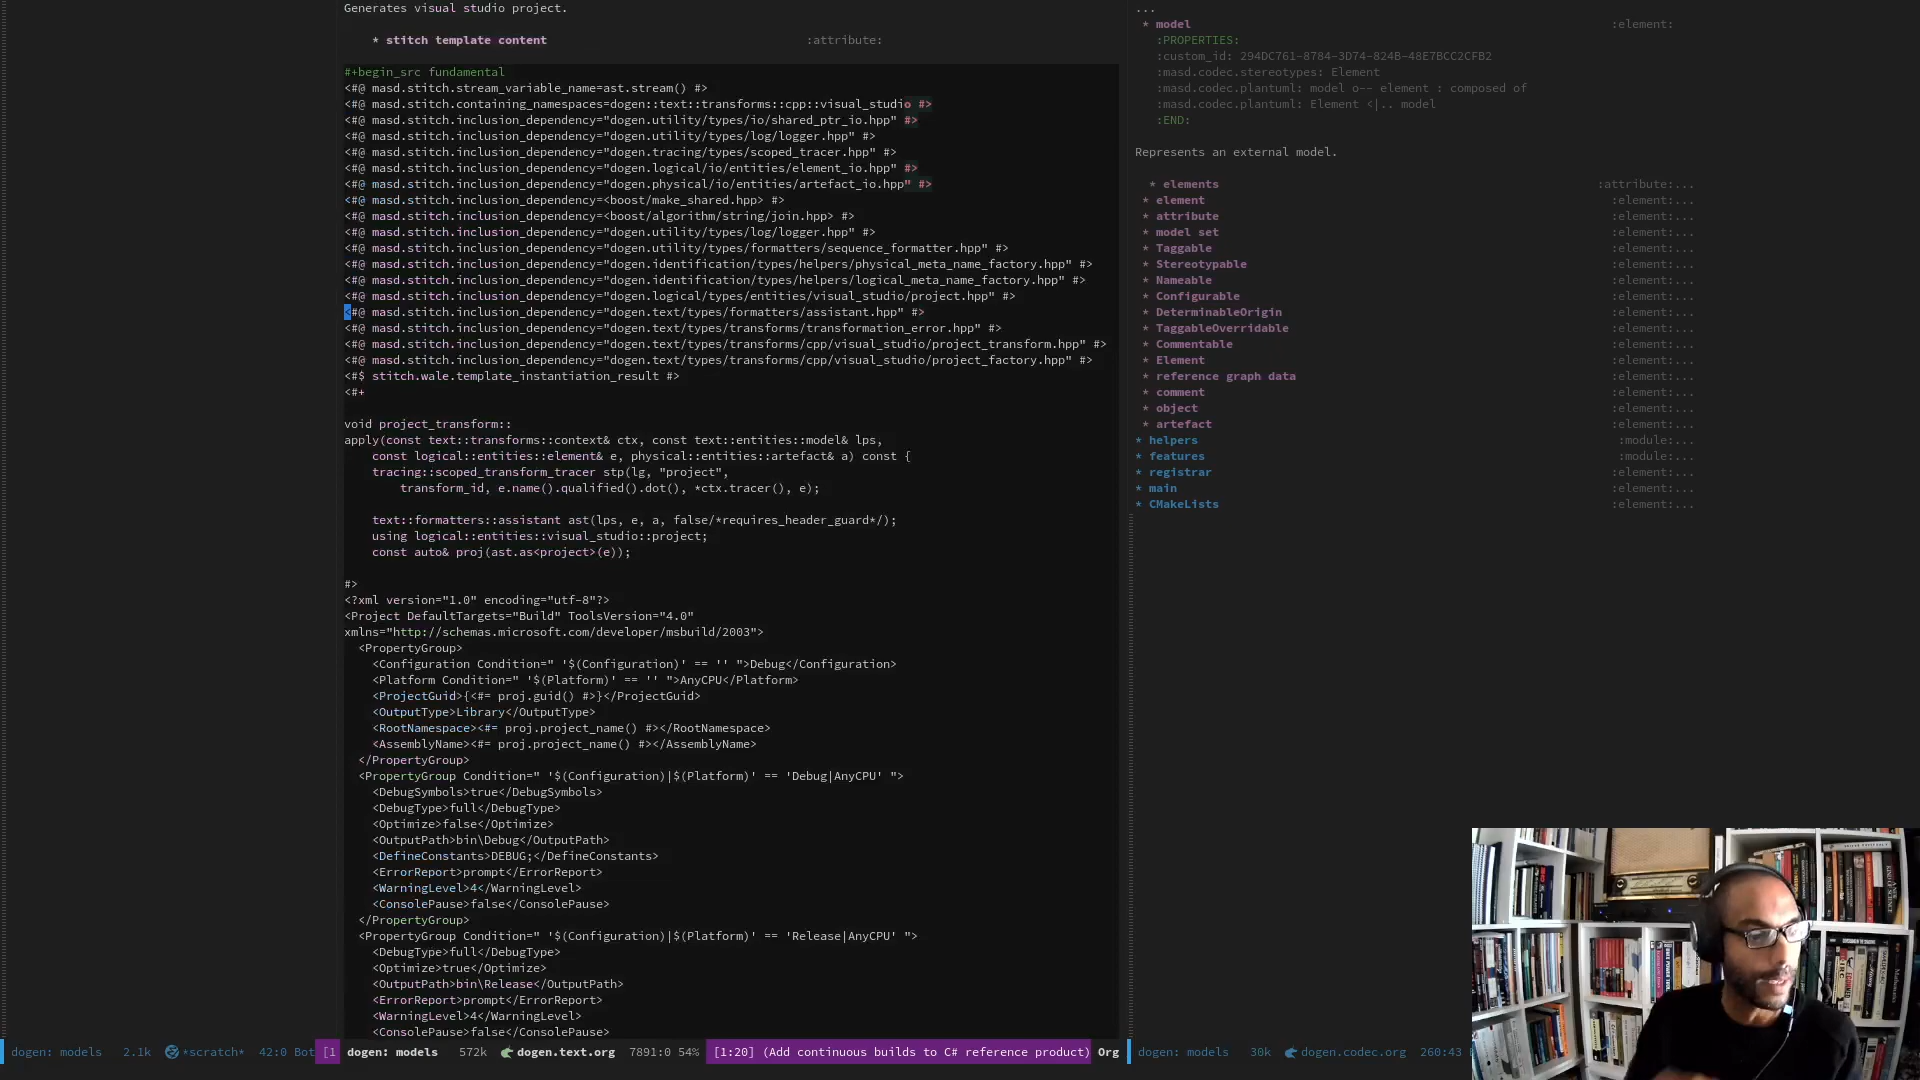 Generates visual studio project.
* stitch template content :attribute:
#+begin_src fundamental
<#@ masd.stitch.stream_variable_name=ast.stream() #>
<#@ masd.stitch.containing_namespaces=dogen::text::transforms::cpp::visual_studio #>
<#@ masd.stitch.inclusion_dependency="dogen.utility/types/io/shared_ptr_io.hpp" #>
<#@ masd.stitch.inclusion_dependency="dogen.utility/types/log/logger.hpp" #>
<#@ masd.stitch.inclusion_dependency="dogen.tracing/types/scoped_tracer.hpp" #>
<#@ masd.stitch.inclusion_dependency="dogen.logical/io/entities/element_io.hpp" #>
<#@ masd.stitch.inclusion_dependency="dogen.physical/io/entities/artefact_io.hpp" #>
<#@ masd.stitch.inclusion_dependency=<boost/make_shared.hpp> #>
<#@ masd.stitch.inclusion_dependency=<boost/algorithm/string/join.hpp> #>
<#@ masd.stitch.inclusion_dependency="dogen.utility/types/log/logger.hpp" #>
<#@ masd.stitch.inclusion_dependency="dogen.utility/types/formatters/sequence_formatter.hpp" #>
<#@ masd.stitch.inclusion_dependency="dogen.identification/types/helpers/physical_meta_name_factory.hpp" #>
<#@ masd.stitch.inclusion_dependency="dogen.identification/types/helpers/logical_meta_name_factory.hpp" #>
<#@ masd.stitch.inclusion_dependency="dogen.logical/types/entities/visual_studio/project.hpp" #>
<#@ masd.stitch.inclusion_dependency="dogen.text/types/formatters/assistant.hpp" #>
<#@ masd.stitch.inclusion_dependency="dogen.text/types/transforms/transformation_error.hpp" #>
<#@ masd.stitch.inclusion_dependency="dogen.text/types/transforms/cpp/visual_studio/project_transform.hpp" #>
<#@ masd.stitch.inclusion_dependency="dogen.text/types/transforms/cpp/visual_studio/project_factory.hpp" #>
<#$ stitch.wale.template_instantiation_result #>
<#+
void project_transform::
apply(const text::transforms::context& ctx, const text::entities::model& lps,
const logical::entities::element& e, physical::entities::artefact& a) const {
tracing::scoped_transform_tracer stp(lg, "project",
transform_id, e.name().qualified().dot(), *ctx.tracer(), e);
text::formatters::assistant ast(lps, e, a, false/*requires_header_guard*/);
using logical::entities::visual_studio::project;
const auto& proj(ast.as<project>(e));
#>
<?xml version="1.0" encoding="utf-8"?>
<Project DefaultTargets="Build" ToolsVersion="4.0"
xmlns="http://schemas.microsoft.com/developer/msbuild/2003">
<PropertyGroup>
<Configuration Condition=" '$(Configuration)' == '' ">Debug</Configuration>
<Platform Condition=" '$(Platform)' == '' ">AnyCPU</Platform>
<ProjectGuid>{<#= proj.guid() #>}</ProjectGuid>
<OutputType>Library</OutputType>
<RootNamespace><#= proj.project_name() #></RootNamespace>
<AssemblyName><#= proj.project_name() #></AssemblyName>
</PropertyGroup>
<PropertyGroup Condition=" '$(Configuration)|$(Platform)' == 'Debug|AnyCPU' ">
<DebugSymbols>true</DebugSymbols>
<DebugType>full</DebugType>
<Optimize>false</Optimize>
<OutputPath>bin\Debug</OutputPath>
<DefineConstants>DEBUG;</DefineConstants>
<ErrorReport>prompt</ErrorReport>
<WarningLevel>4</WarningLevel>
<ConsolePause>false</ConsolePause>
</PropertyGroup>
<PropertyGroup Condition=" '$(Configuration)|$(Platform)' == 'Release|AnyCPU' ">
<DebugType>full</DebugType>
<Optimize>true</Optimize>
<OutputPath>bin\Release</OutputPath>
<ErrorReport>prompt</ErrorReport>
<WarningLevel>4</WarningLevel>
<ConsolePause>false</ConsolePause>
...
* model :element:
:PROPERTIES:
:custom_id: 294DC761-8784-3D74-824B-48E7BCC2CFB2
:masd.codec.stereotypes: Element
:masd.codec.plantuml: model o-- element : composed of
:masd.codec.plantuml: Element <|.. model
:END:
Represents an external model.
* elements :attribute:...
* element :element:...
* attribute :element:...
* model set :element:...
* Taggable :element:...
* Stereotypable :element:...
* Nameable :element:...
* Configurable :element:...
* DeterminableOrigin :element:...
* TaggableOverridable :element:...
* Commentable :element:...
* Element :element:...
* reference graph data :element:...
* comment :element:...
* object :element:...
* artefact :element:...
* helpers :module:...
* features :module:...
* registrar :element:...
* main :element:...
* CMakeLists :element:...
dogen: models 2.1k *scratch* 42:0 Bot [1 dogen: models 572k dogen.text.org 7891:0 54% [1:20] (Add continuous builds to C# reference product) Org dogen: models 30k dogen.codec.org 260:43